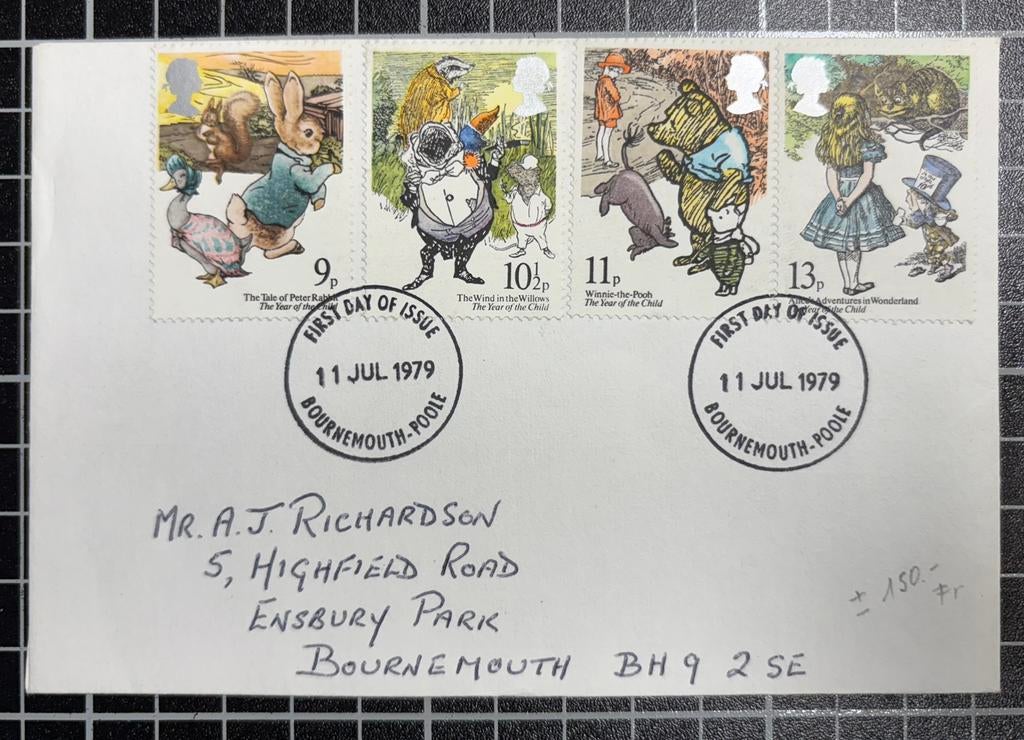 9p
The Tale of Peter Rabbit
The Year of the Child
10½p
The Wind in the Willows
The Year of the Child
11p
Winnie-the-Pooh
The Year of the Child
13p
Alice's Adventures in Wonderland
The Year of the Child
FIRST DAY OF ISSUE
11 JUL 1979
BOURNEMOUTH-POOLE
FIRST DAY OF ISSUE
11 JUL 1979
BOURNEMOUTH-POOLE
MR. A. J. RICHARDSON
5, HIGHFIELD ROAD
ENSBURY PARK
BOURNEMOUTH BH9 2SE
± 150.- Fr